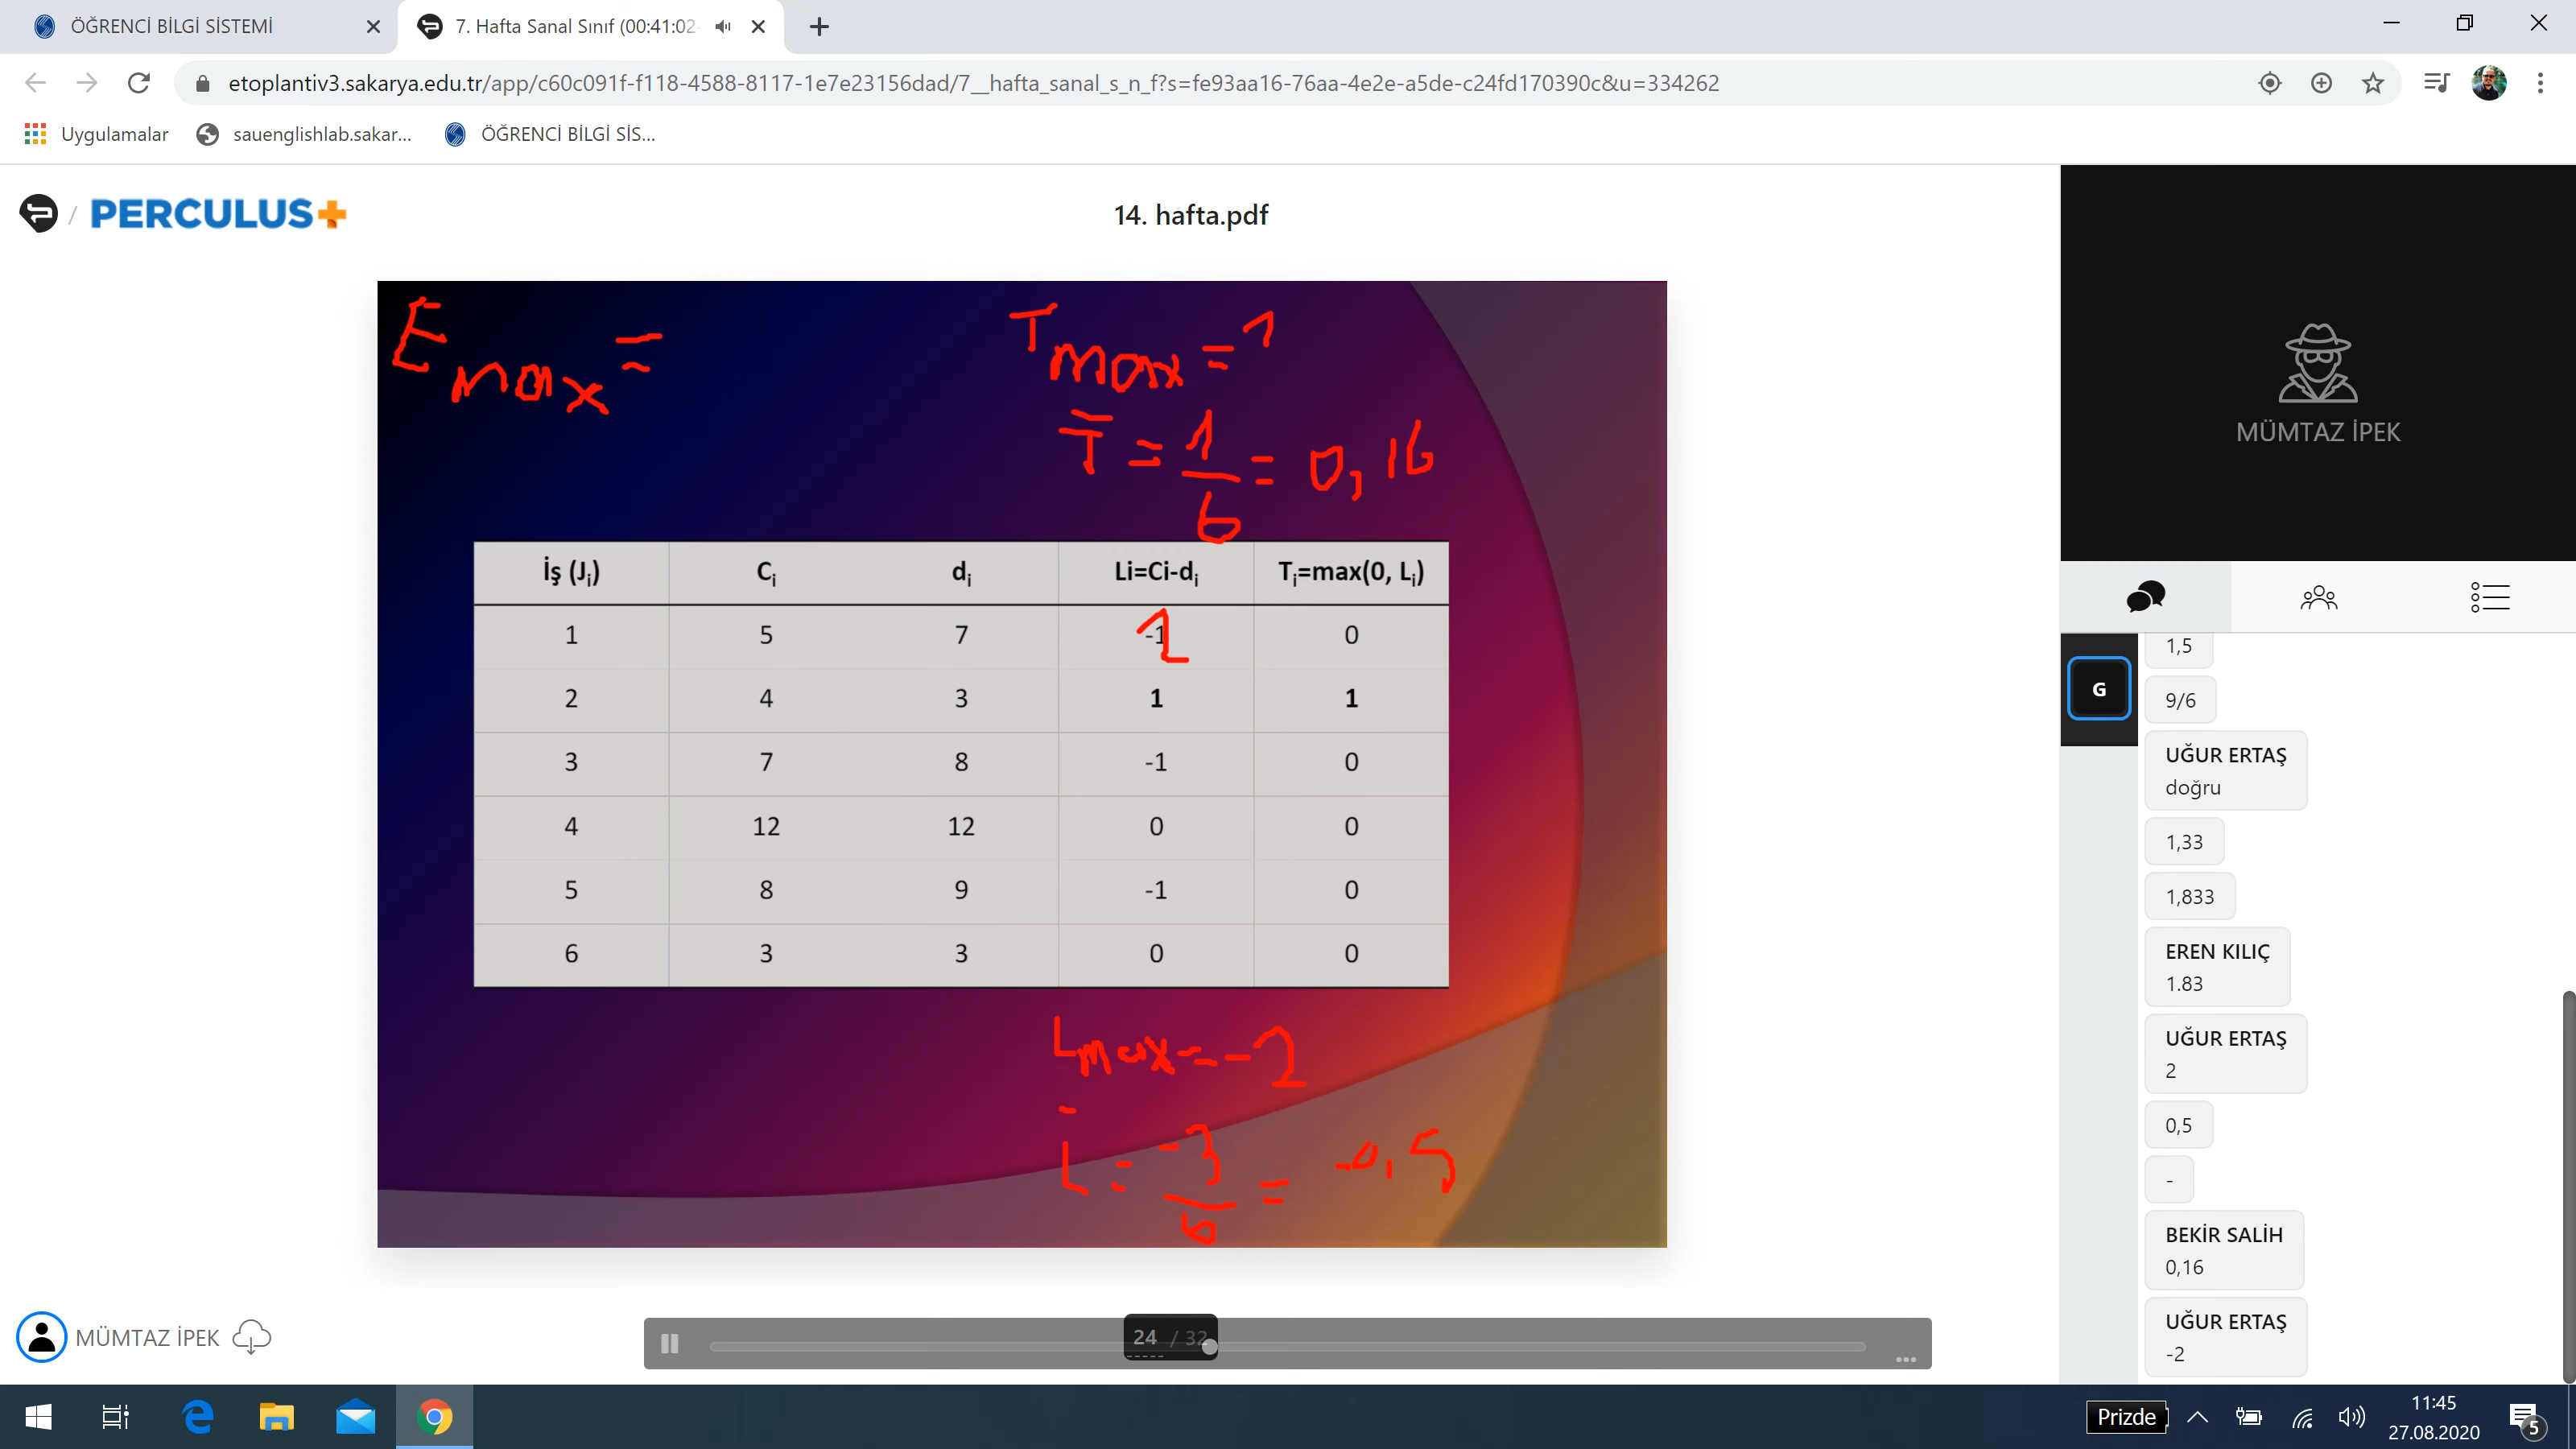 ÖĞRENCİ BİLGİ SİSTEMİ
7. Hafta Sanal Sınıf (00:41:02
etoplantiv3.sakarya.edu.tr/app/c60c091f-f118-4588-8117-1e7e23156dad/7__hafta_sanal_s_n_f?s=fe93aa16-76aa-4e2e-a5de-c24fd170390c&u=334262
Uygulamalar
sauenglishlab.sakar...
ÖĞRENCİ BİLGİ SİS...
/ PERCULUS+
14. hafta.pdf
Emax=
Tmax=1
T̄ = 1/6 = 0,16
İş (Ji) Ci di Li=Ci-di Ti=max(0, Li)
1 5 7 -1 2 0
2 4 3 1 1
3 7 8 -1 0
4 12 12 0 0
5 8 9 -1 0
6 3 3 0 0
Lmax=-2
L̄ = -3/6 = -0,5
MÜMTAZ İPEK
24 / 32
MÜMTAZ İPEK
G
1,5
9/6
UĞUR ERTAŞ
doğru
1,33
1,833
EREN KILIÇ
1.83
UĞUR ERTAŞ
2
0,5
-
BEKİR SALİH
0,16
UĞUR ERTAŞ
-2
Prizde
11:45
27.08.2020
5